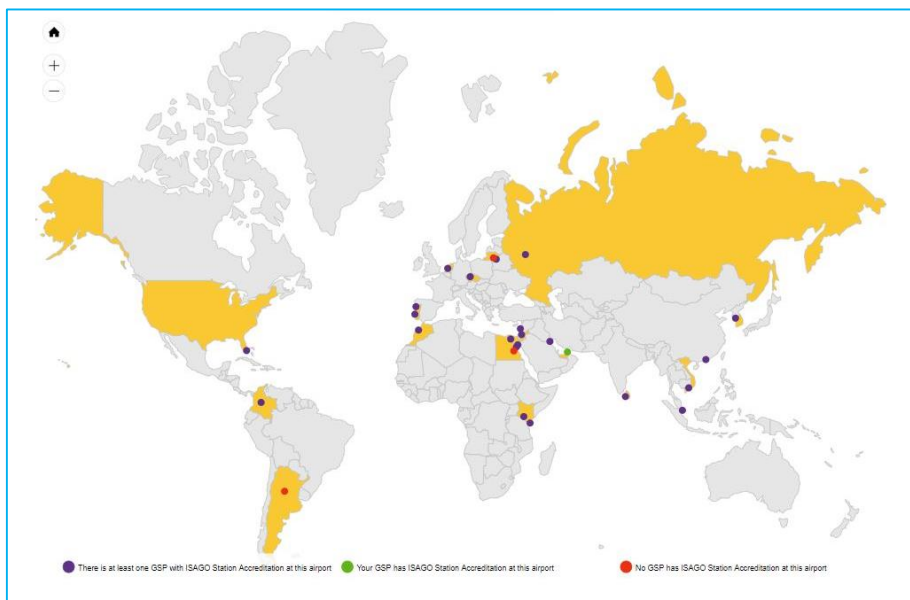 There is at least one GSP with ISAGO Station Accreditation at this airport
Your GSP has ISAGO Station Accreditation at this airport
No GSP has ISAGO Station Accreditation at this airport